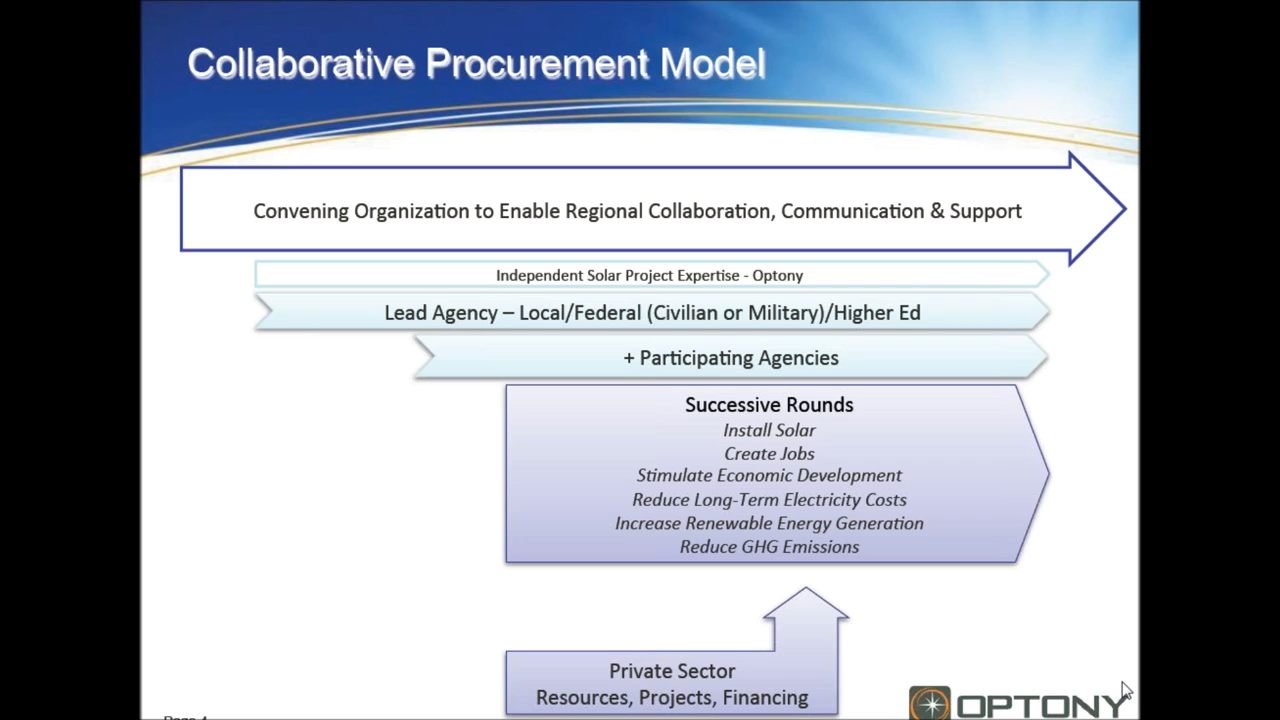 Collaborative Procurement Model
Convening Organization to Enable Regional Collaboration, Communication & Support
Independent Solar Project Expertise - Optony
Lead Agency – Local/Federal (Civilian or Military)/Higher Ed
+ Participating Agencies
Successive Rounds
Install Solar
Create Jobs
Stimulate Economic Development
Reduce Long-Term Electricity Costs
Increase Renewable Energy Generation
Reduce GHG Emissions
Private Sector
Resources, Projects, Financing
OPTONY